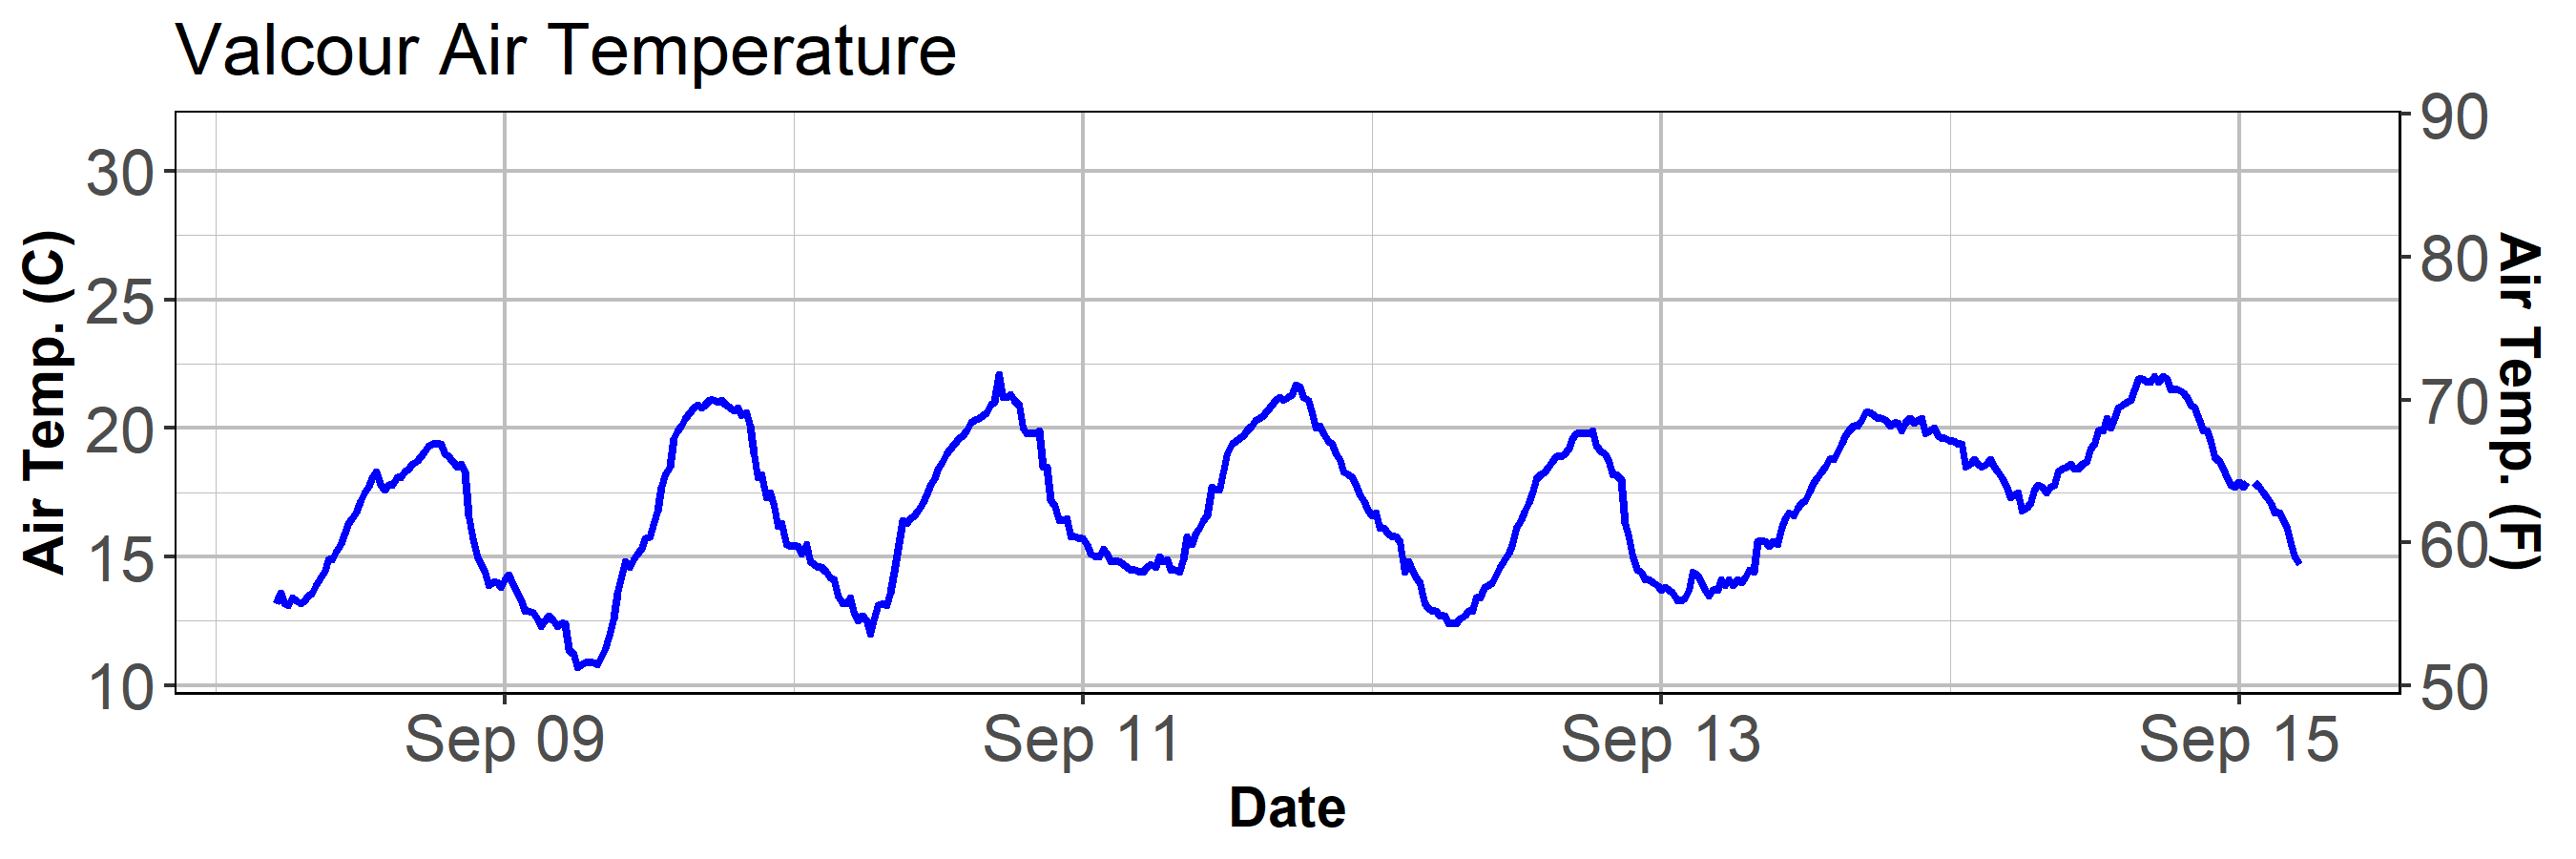 Valcour Air Temperature
Air Temp. (C)
30
25
20
15
10
90
80
70
60
50
Air Temp. (F)
Sep 09
Sep 11
Sep 13
Sep 15
Date